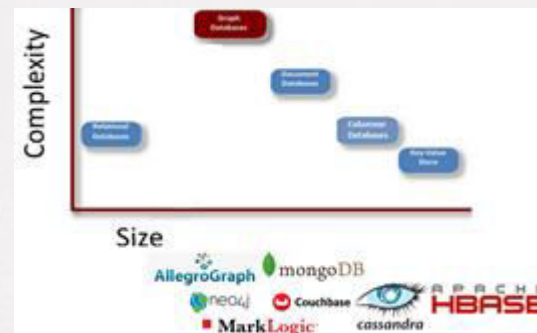 Complexity
Graph
Databases
Document
Databases
Relational
Databases
Columnar
Databases
Key-Value
Store
Size
AllegroGraph
mongoDB
neo4j
Couchbase
MarkLogic
cassandra
APACHE
HBASE